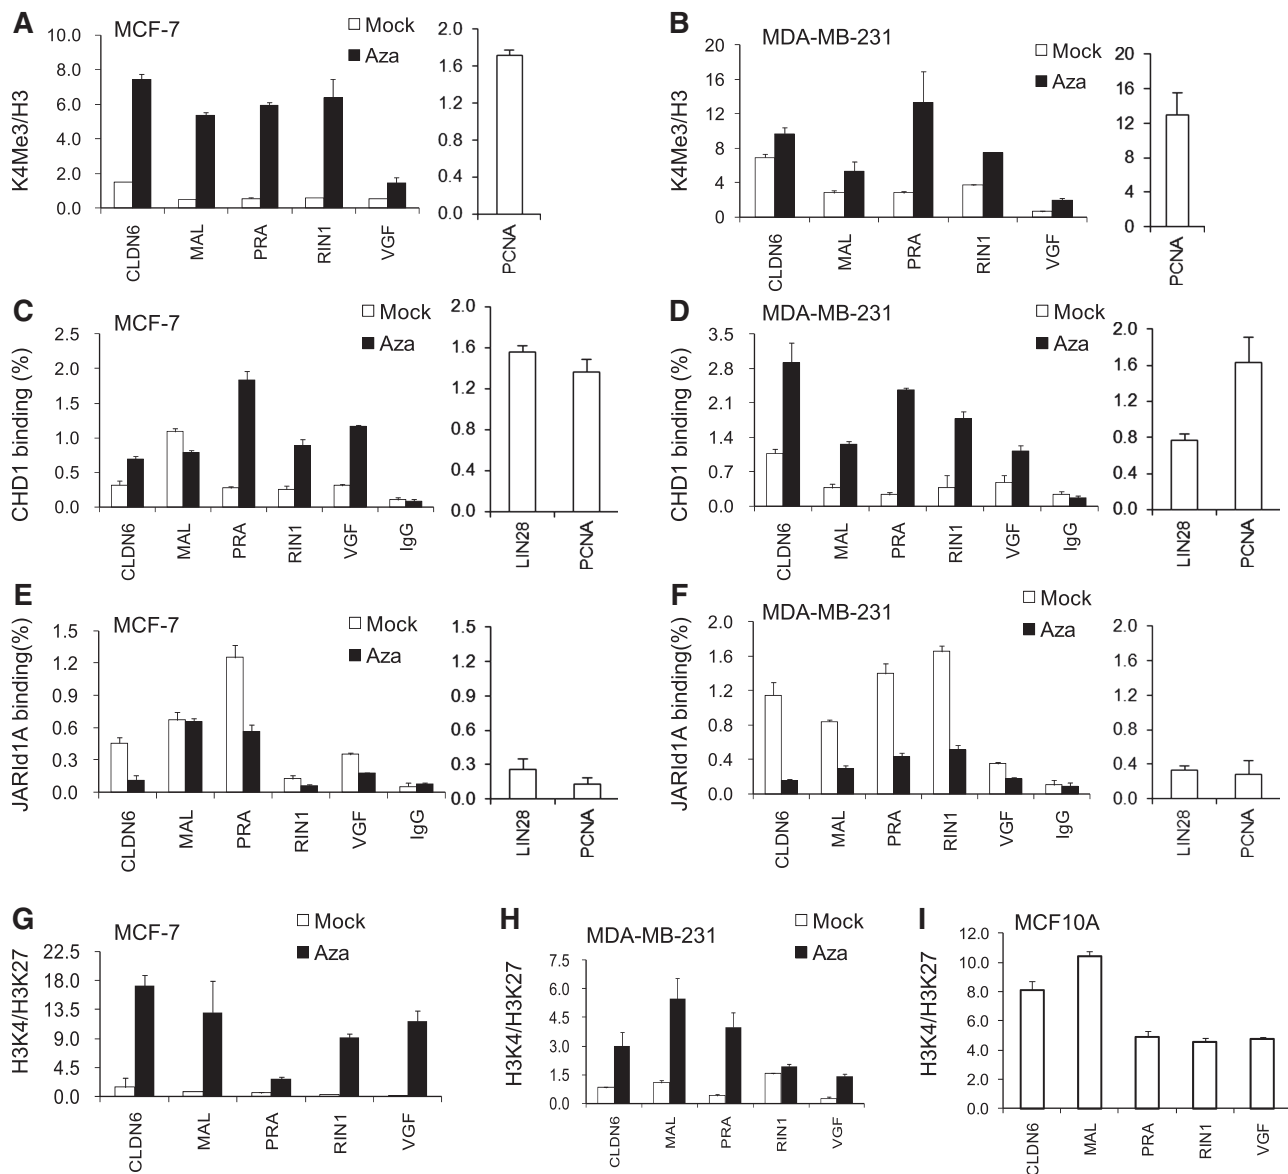 A
MCF-7
Mock
Aza
K4Me3/H3
10.0
8.0
6.0
4.0
2.0
0.0
CLDN6
MAL
PRA
RIN1
VGF
2.0
1.6
1.2
0.8
0.4
0.0
PCNA
B
MDA-MB-231
Mock
Aza
K4Me3/H3
20
16
12
8
4
0
CLDN6
MAL
PRA
RIN1
VGF
20
16
12
8
4
0
PCNA
C
MCF-7
Mock
Aza
CHD1 binding (%)
2.5
2.0
1.5
1.0
0.5
0.0
CLDN6
MAL
PRA
RIN1
VGF
IgG
2.0
1.6
1.2
0.8
0.4
0.0
LIN28
PCNA
D
MDA-MB-231
Mock
Aza
CHD1 binding (%)
3.5
2.8
2.1
1.4
0.7
0.0
CLDN6
MAL
PRA
RIN1
VGF
IgG
2.0
1.6
1.2
0.8
0.4
0.0
LIN28
PCNA
E
MCF-7
Mock
Aza
JARId1A binding(%)
1.5
1.2
0.9
0.6
0.3
0.0
CLDN6
MAL
PRA
RIN1
VGF
IgG
1.5
1.2
0.9
0.6
0.3
0.0
LIN28
PCNA
F
MDA-MB-231
Mock
Aza
JARId1A binding(%)
2.0
1.6
1.2
0.8
0.4
0.0
CLDN6
MAL
PRA
RIN1
VGF
IgG
2.0
1.6
1.2
0.8
0.4
0.0
LIN28
PCNA
G
MCF-7
Mock
Aza
H3K4/H3K27
22.5
18.0
13.5
9.0
4.5
0.0
CLDN6
MAL
PRA
RIN1
VGF
H
MDA-MB-231
Mock
Aza
H3K4/H3K27
7.5
6.0
4.5
3.0
1.5
0.0
CLDN6
MAL
PRA
RIN1
VGF
I
MCF10A
H3K4/H3K27
12.0
10.0
8.0
6.0
4.0
2.0
0.0
CLDN6
MAL
PRA
RIN1
VGF